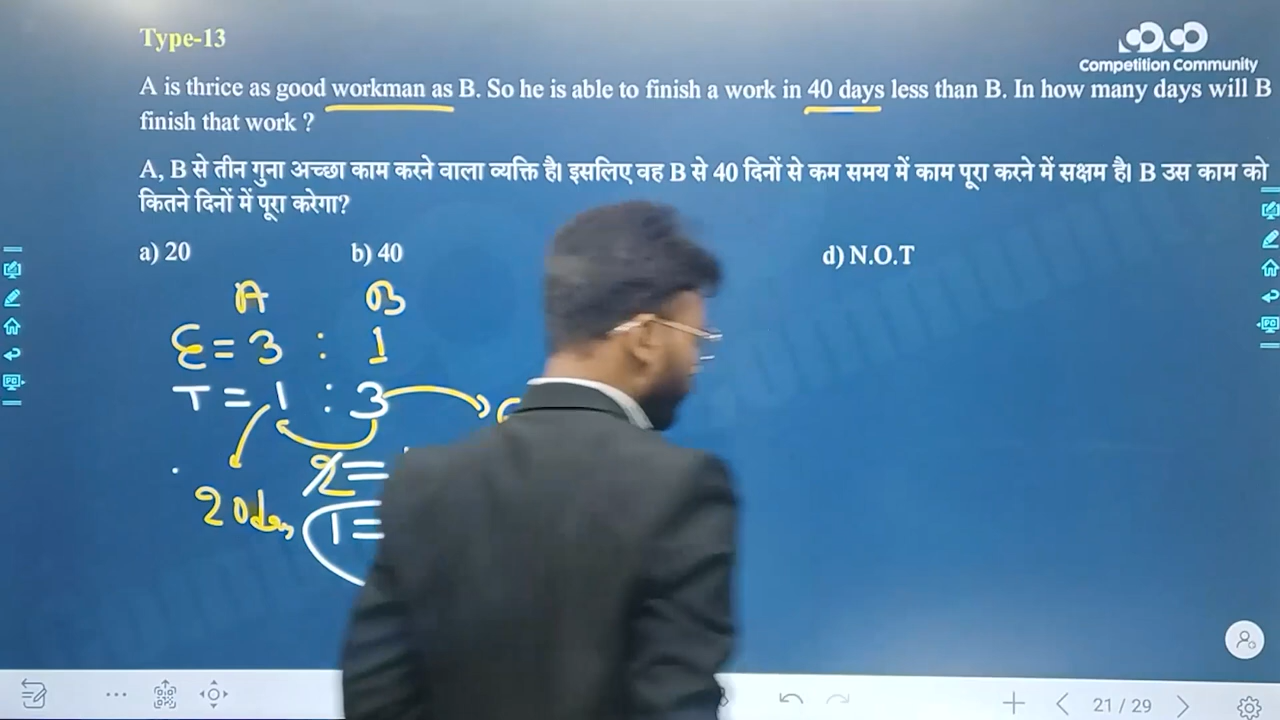 Type-13
Competition Community
A is thrice as good workman as B. So he is able to finish a work in 40 days less than B. In how many days will B
finish that work ?
A, B से तीन गुना अच्छा काम करने वाला व्यक्ति है। इसलिए वह B से 40 दिनों से कम समय में काम पूरा करने में सक्षम है। B उस काम को
कितने दिनों में पूरा करेगा?
a) 20 b) 40 d) N.O.T
A B
E = 3 : 1
T = 1 : 3
2 =
20 days 1 =
21 / 29